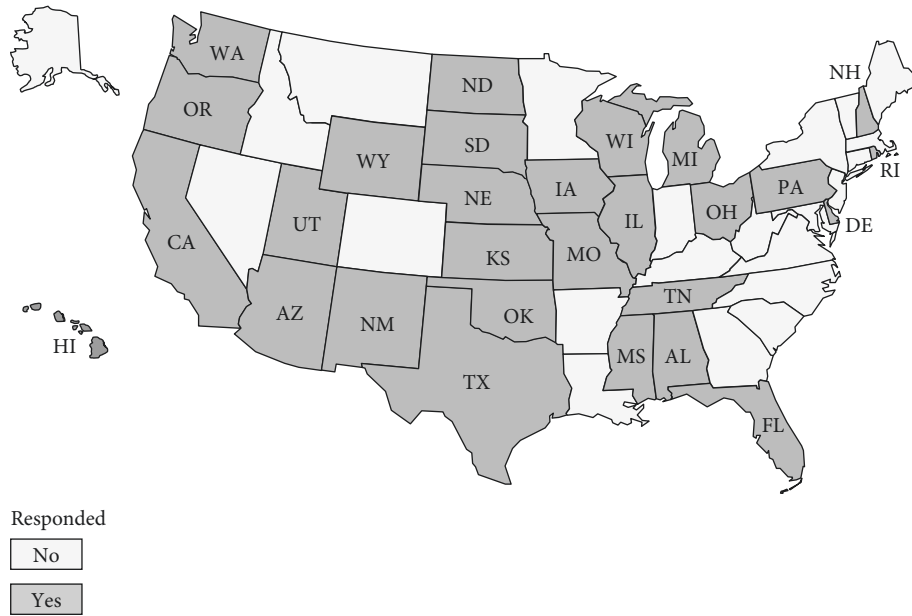 WA
ND
NH
OR
SD
WI
MI
WY
RI
NE
IA
PA
UT
IL
OH
DE
CA
KS
MO
AZ
NM
OK
TN
HI
MS
AL
TX
FL
Responded
No
Yes